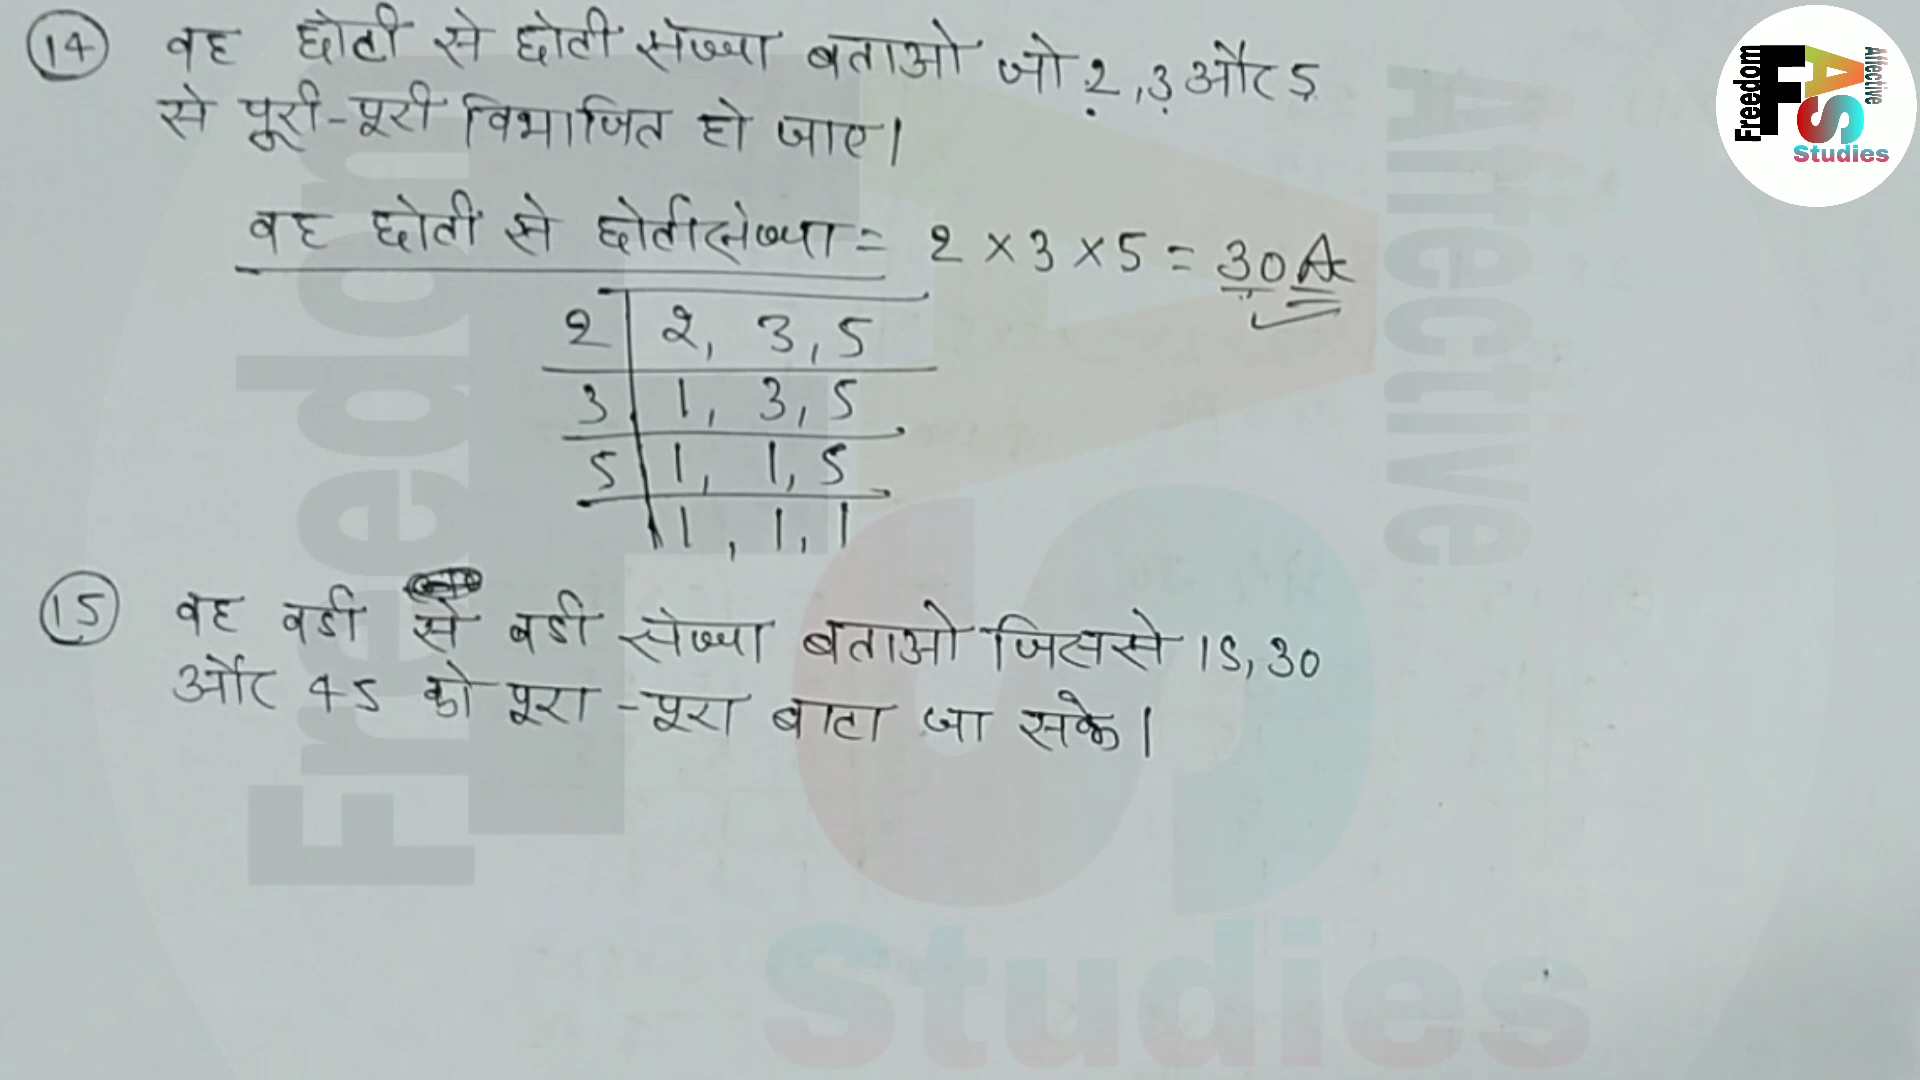 14 वह छोटी से छोटी संख्या बताओ जो 2, 3 और 5
से पूरी-पूरी विभाजित हो जाए।
वह छोटी से छोटी संख्या = 2 × 3 × 5 = 30 A
2 | 2, 3, 5
3 | 1, 3, 5
5 | 1, 1, 5
1, 1, 1
15 वह बडी से बडी संख्या बताओ जिससे 15, 30
और 45 को पूरा-पूरा बाटा जा सके।
Freedom FAS Affective
Studies
Freedom
Affective
Studies